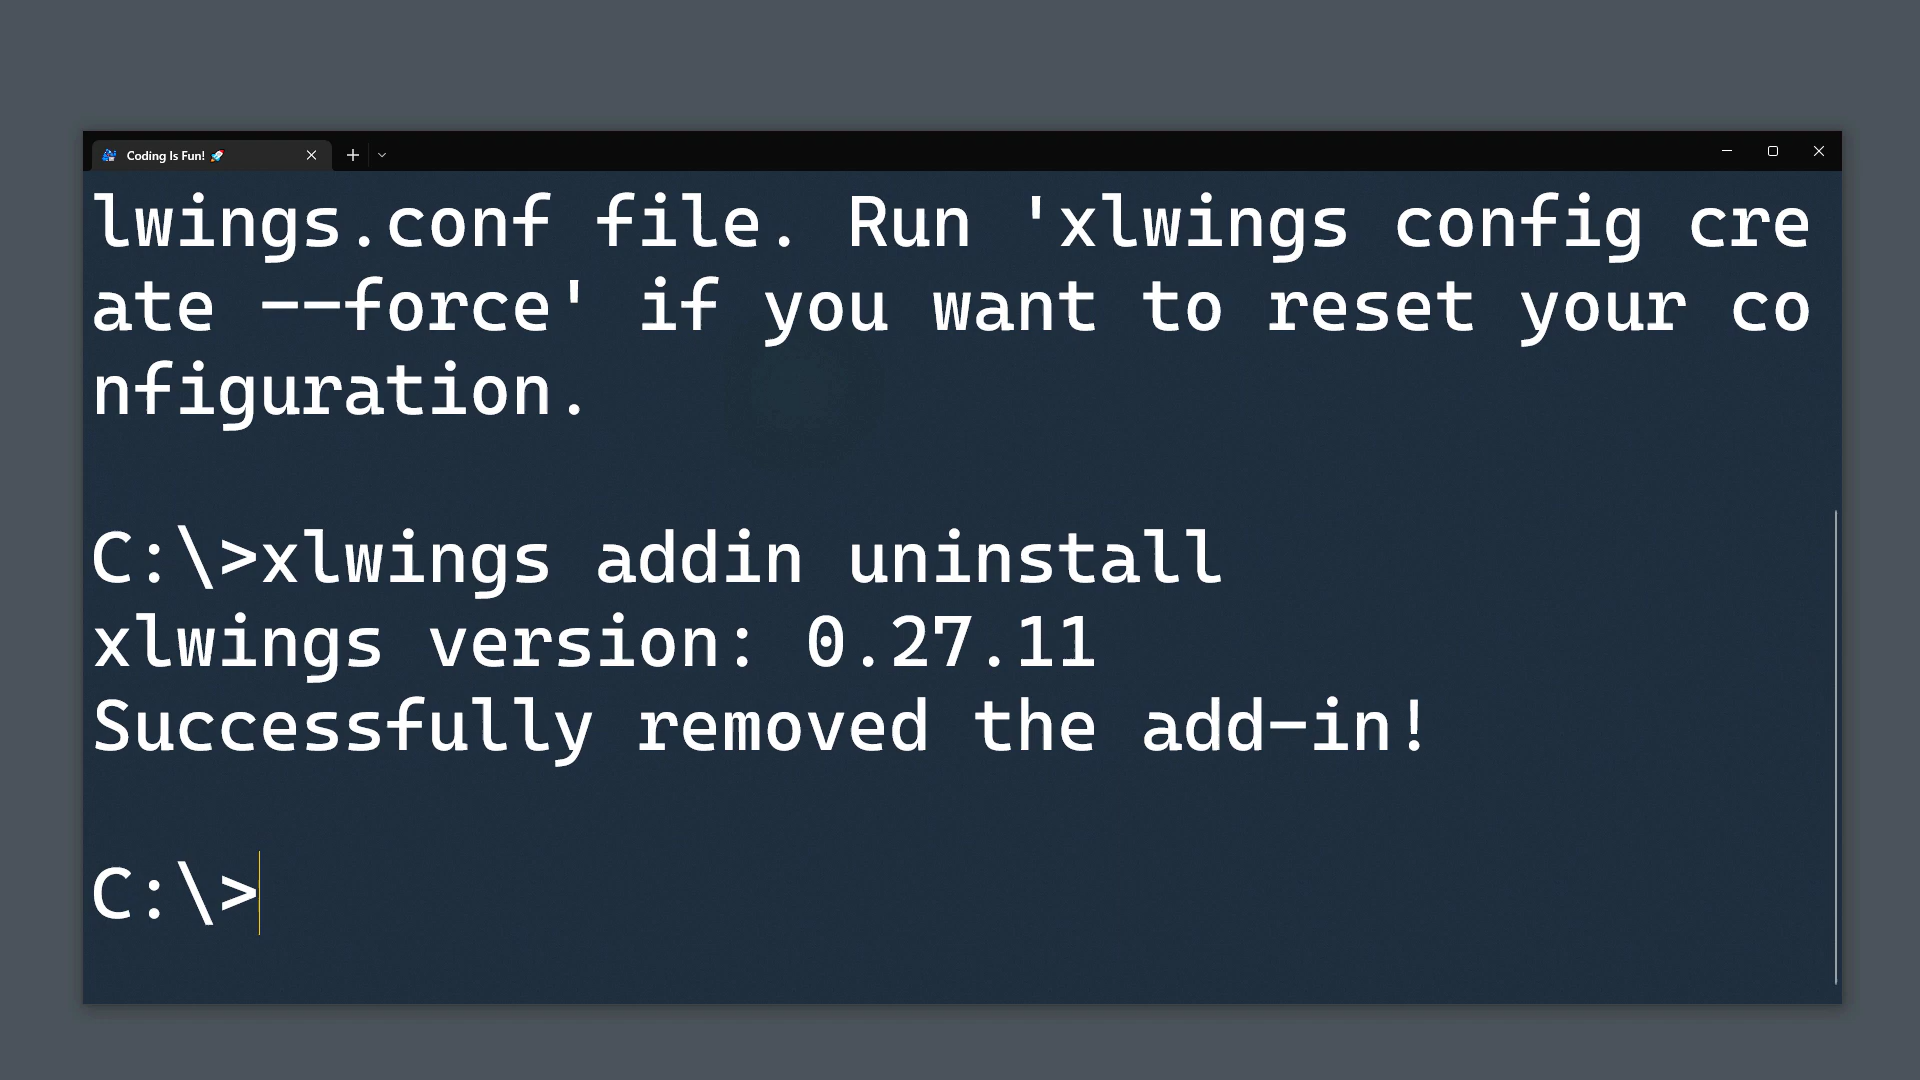 Coding Is Fun! 🚀
lwings.conf file. Run 'xlwings config cre
ate --force' if you want to reset your co
nfiguration.
C:\>xlwings addin uninstall
xlwings version: 0.27.11
Successfully removed the add-in!
C:\>